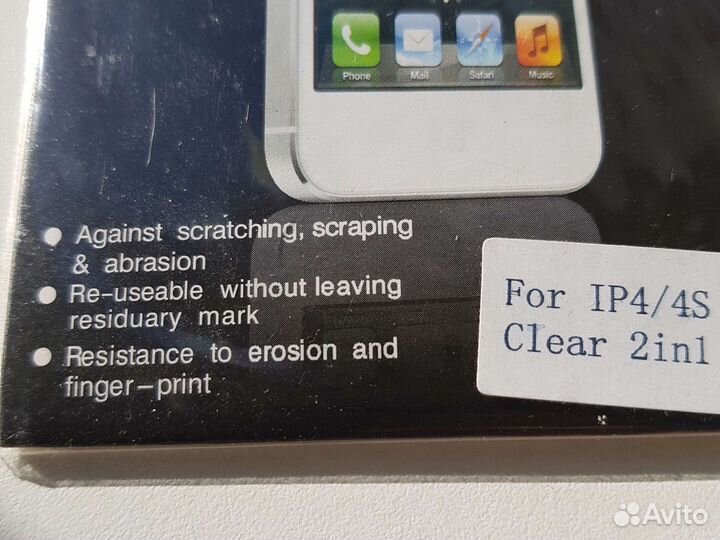 Phone Mail Safari Music
Against scratching, scraping
& abrasion
Re-useable without leaving
residuary mark
Resistance to erosion and
finger-print
For IP4/4S
Clear 2in1
Avito